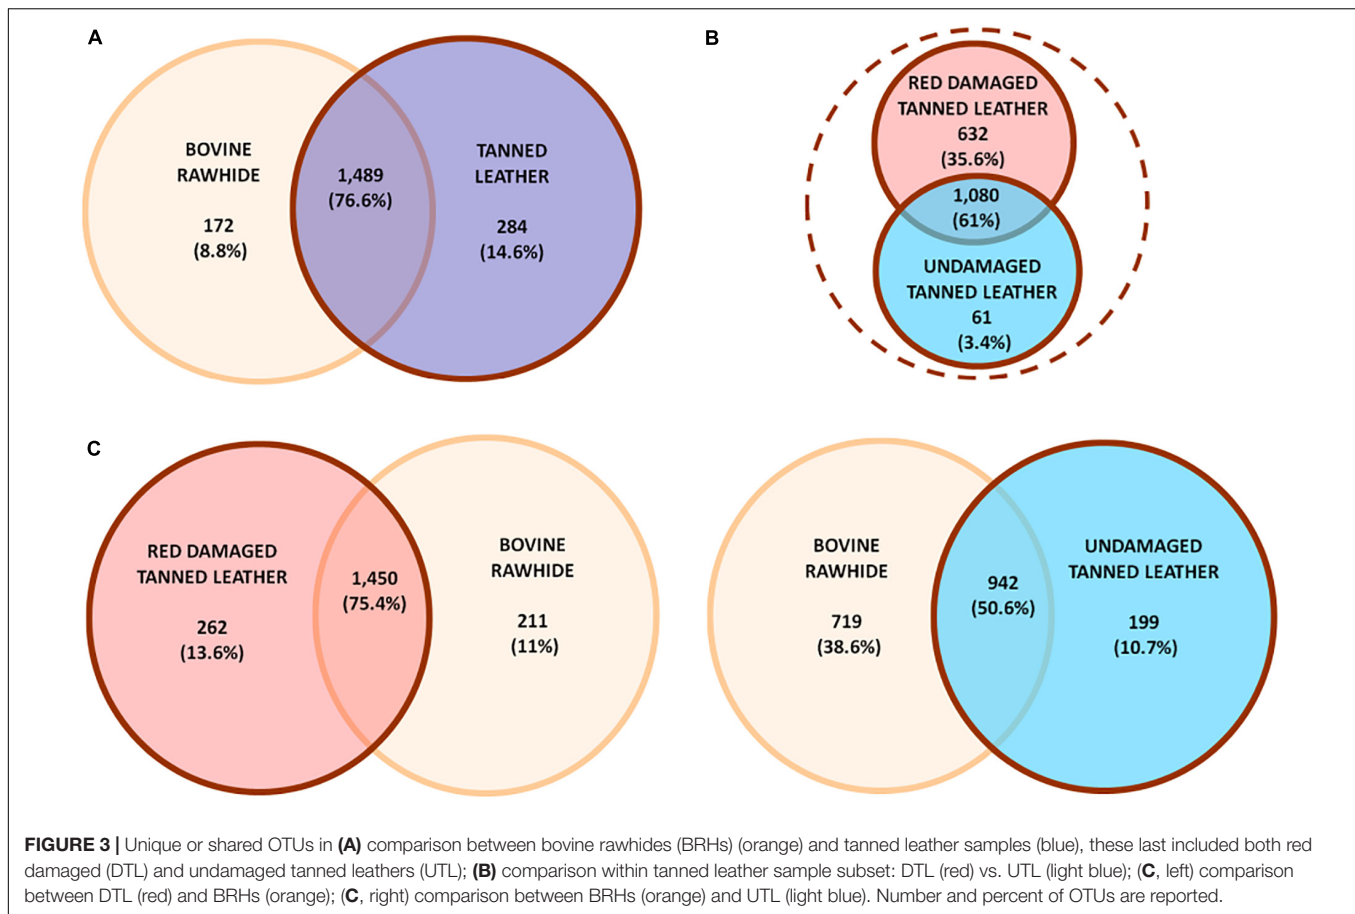 A
BOVINE
RAWHIDE
172
(8.8%)
1,489
(76.6%)
TANNED
LEATHER
284
(14.6%)
B
RED DAMAGED
TANNED LEATHER
632
(35.6%)
1,080
(61%)
UNDAMAGED
TANNED LEATHER
61
(3.4%)
C
RED DAMAGED
TANNED LEATHER
262
(13.6%)
1,450
(75.4%)
BOVINE
RAWHIDE
211
(11%)
BOVINE
RAWHIDE
719
(38.6%)
942
(50.6%)
UNDAMAGED
TANNED LEATHER
199
(10.7%)
FIGURE 3 | Unique or shared OTUs in (A) comparison between bovine rawhides (BRHs) (orange) and tanned leather samples (blue), these last included both red
damaged (DTL) and undamaged tanned leathers (UTL); (B) comparison within tanned leather sample subset: DTL (red) vs. UTL (light blue); (C, left) comparison
between DTL (red) and BRHs (orange); (C, right) comparison between BRHs (orange) and UTL (light blue). Number and percent of OTUs are reported.